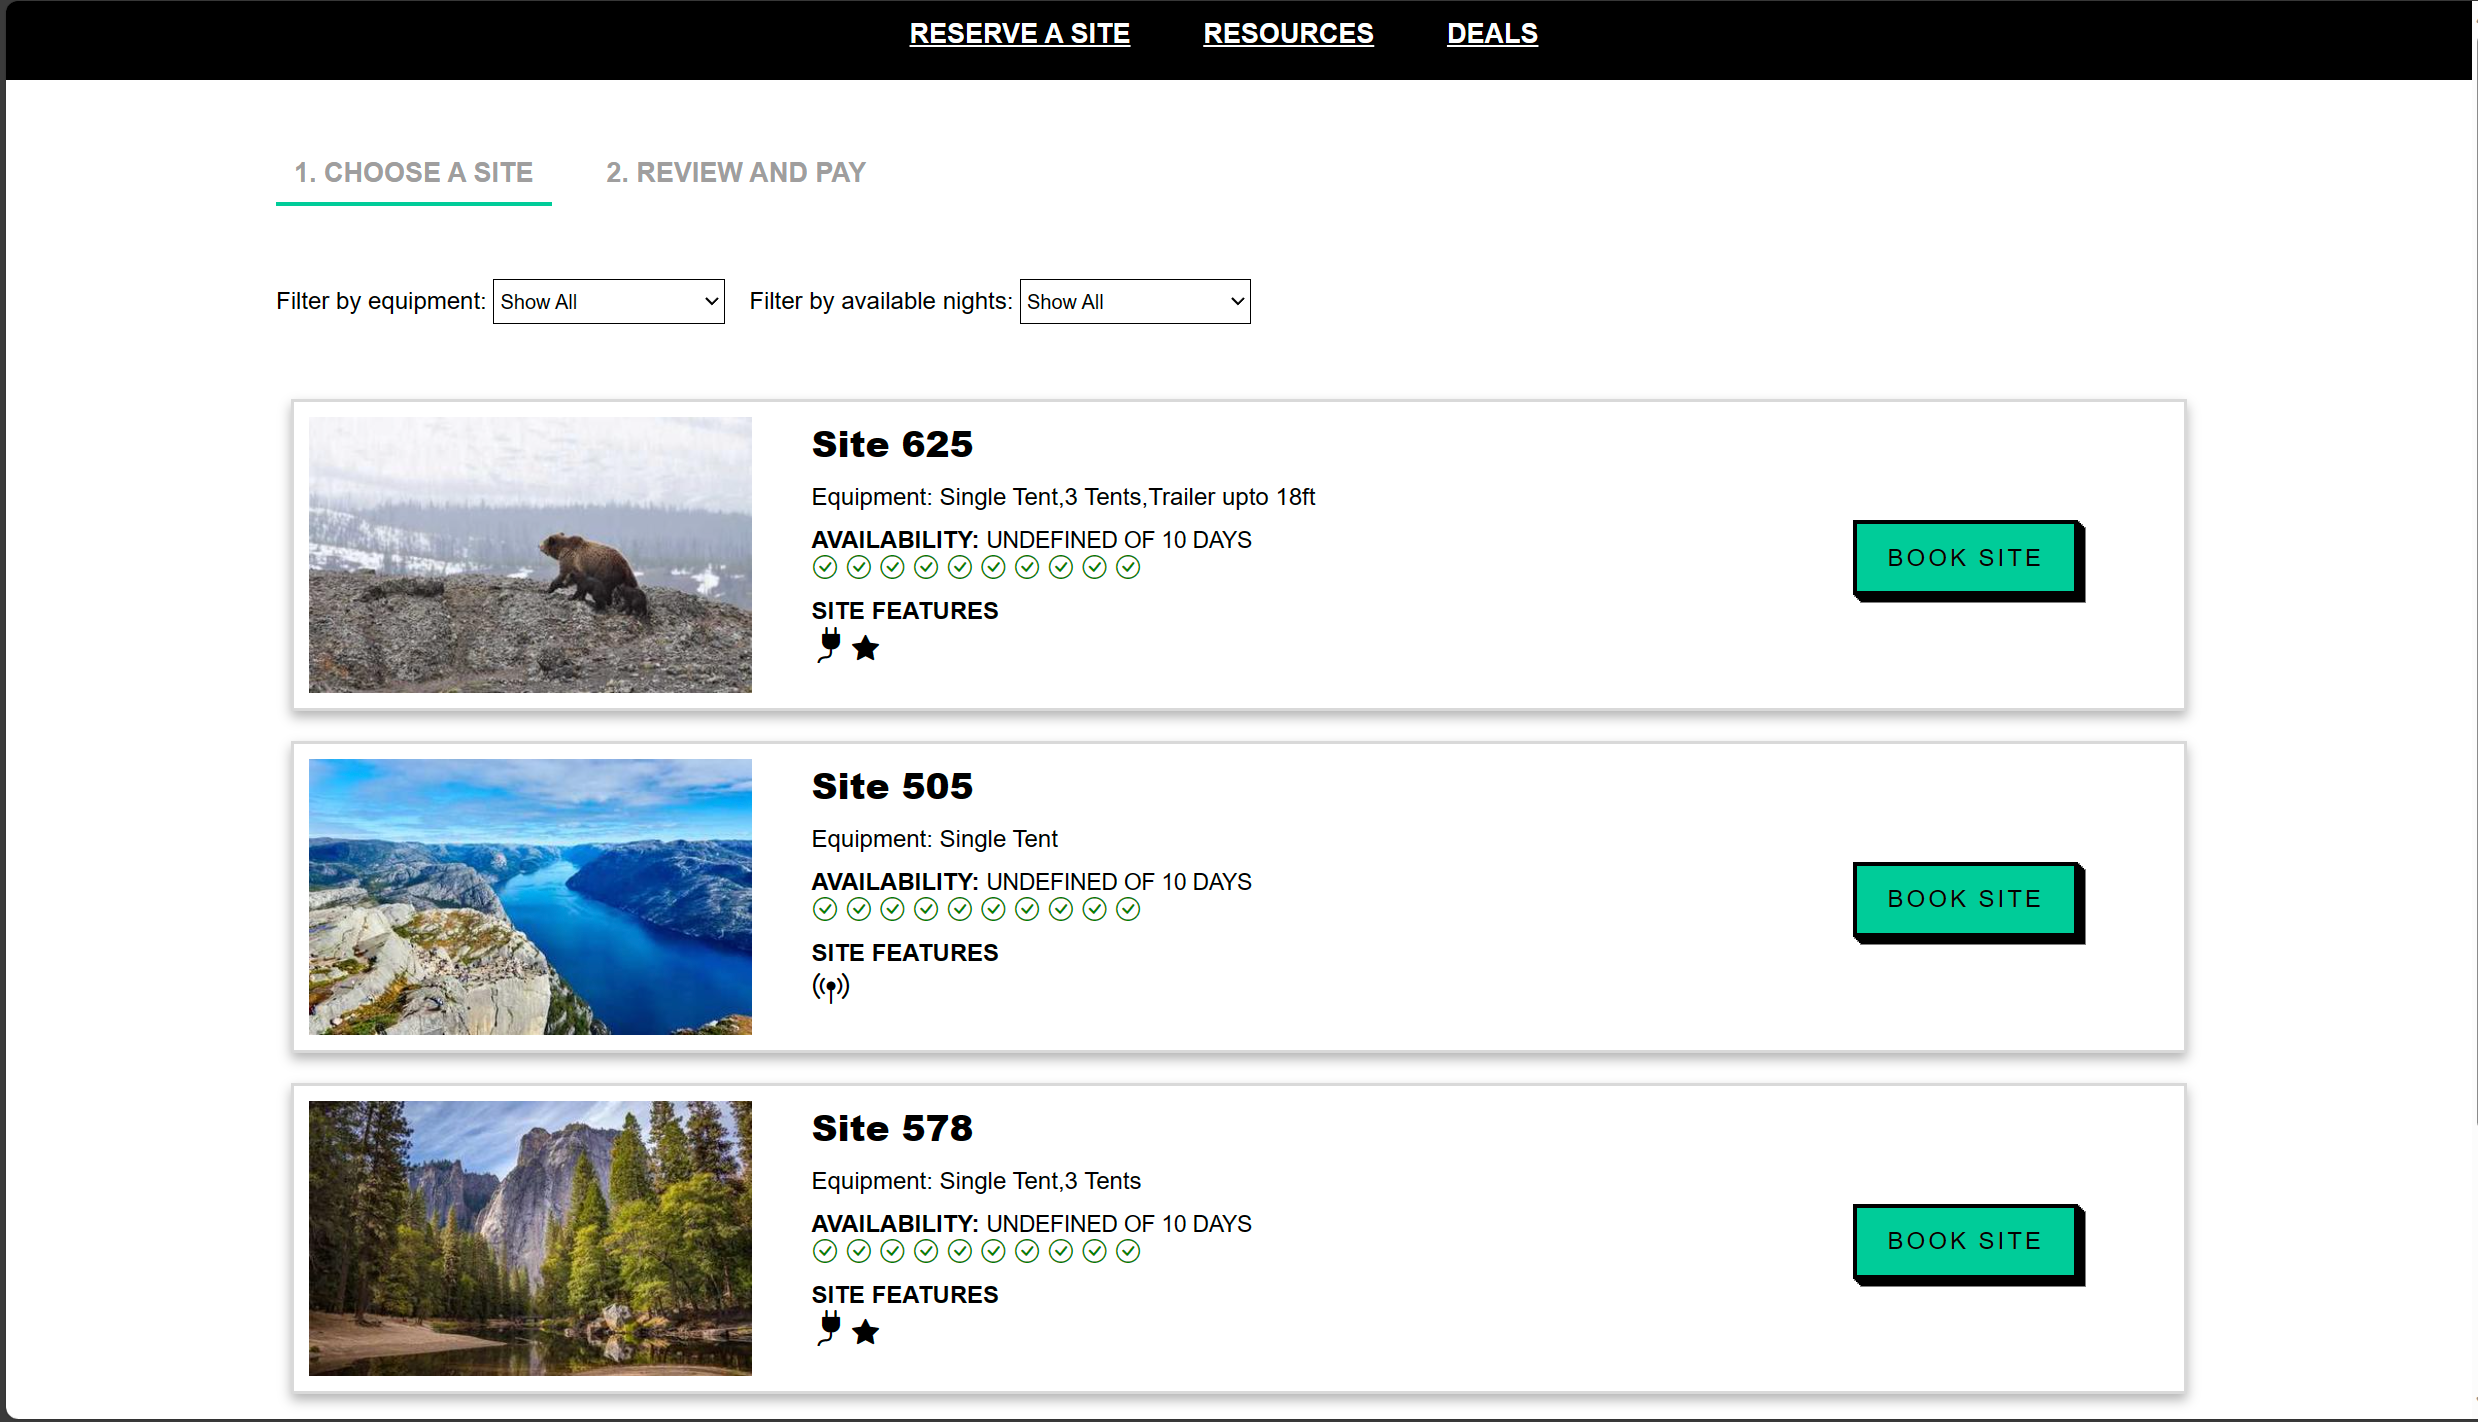 RESERVE A SITE RESOURCES DEALS
1. CHOOSE A SITE 2. REVIEW AND PAY
Filter by equipment: Show All Filter by available nights: Show All
Site 625
Equipment: Single Tent,3 Tents,Trailer upto 18ft
AVAILABILITY: UNDEFINED OF 10 DAYS
SITE FEATURES
BOOK SITE
Site 505
Equipment: Single Tent
AVAILABILITY: UNDEFINED OF 10 DAYS
SITE FEATURES
BOOK SITE
Site 578
Equipment: Single Tent,3 Tents
AVAILABILITY: UNDEFINED OF 10 DAYS
SITE FEATURES
BOOK SITE